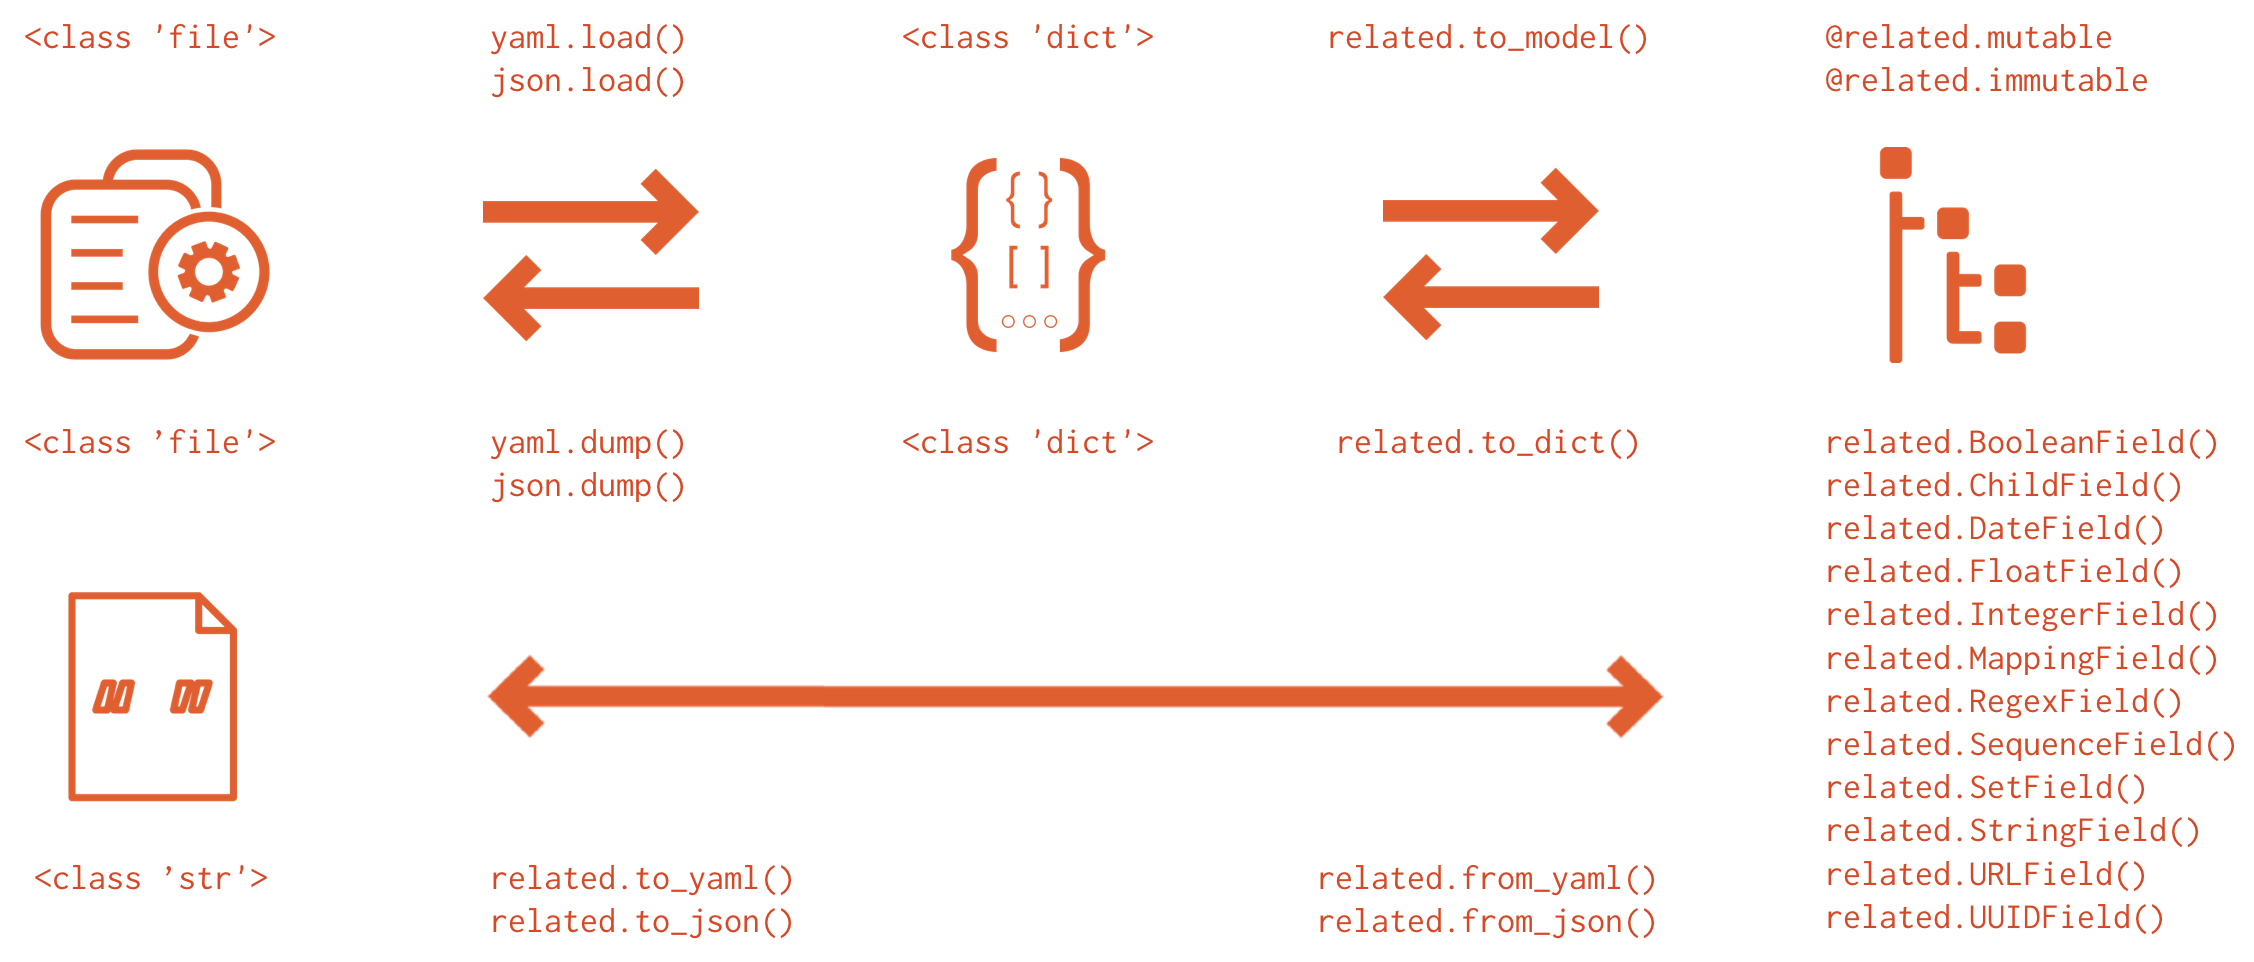 <class 'file'>
yaml.load()
json.load()
<class 'dict'>
related.to_model()
@related.mutable
@related.immutable
{ }
[ ]
<class ’file'>
yaml.dump()
json.dump()
<class 'dict'>
related.to_dict()
related.BooleanField()
related.ChildField()
related.DateField()
related.FloatField()
related.IntegerField()
related.MappingField()
related.RegexField()
related.SequenceField()
related.SetField()
related.StringField()
related.URLField()
related.UUIDField()
" "
<class ’str'>
related.to_yaml()
related.to_json()
related.from_yaml()
related.from_json()